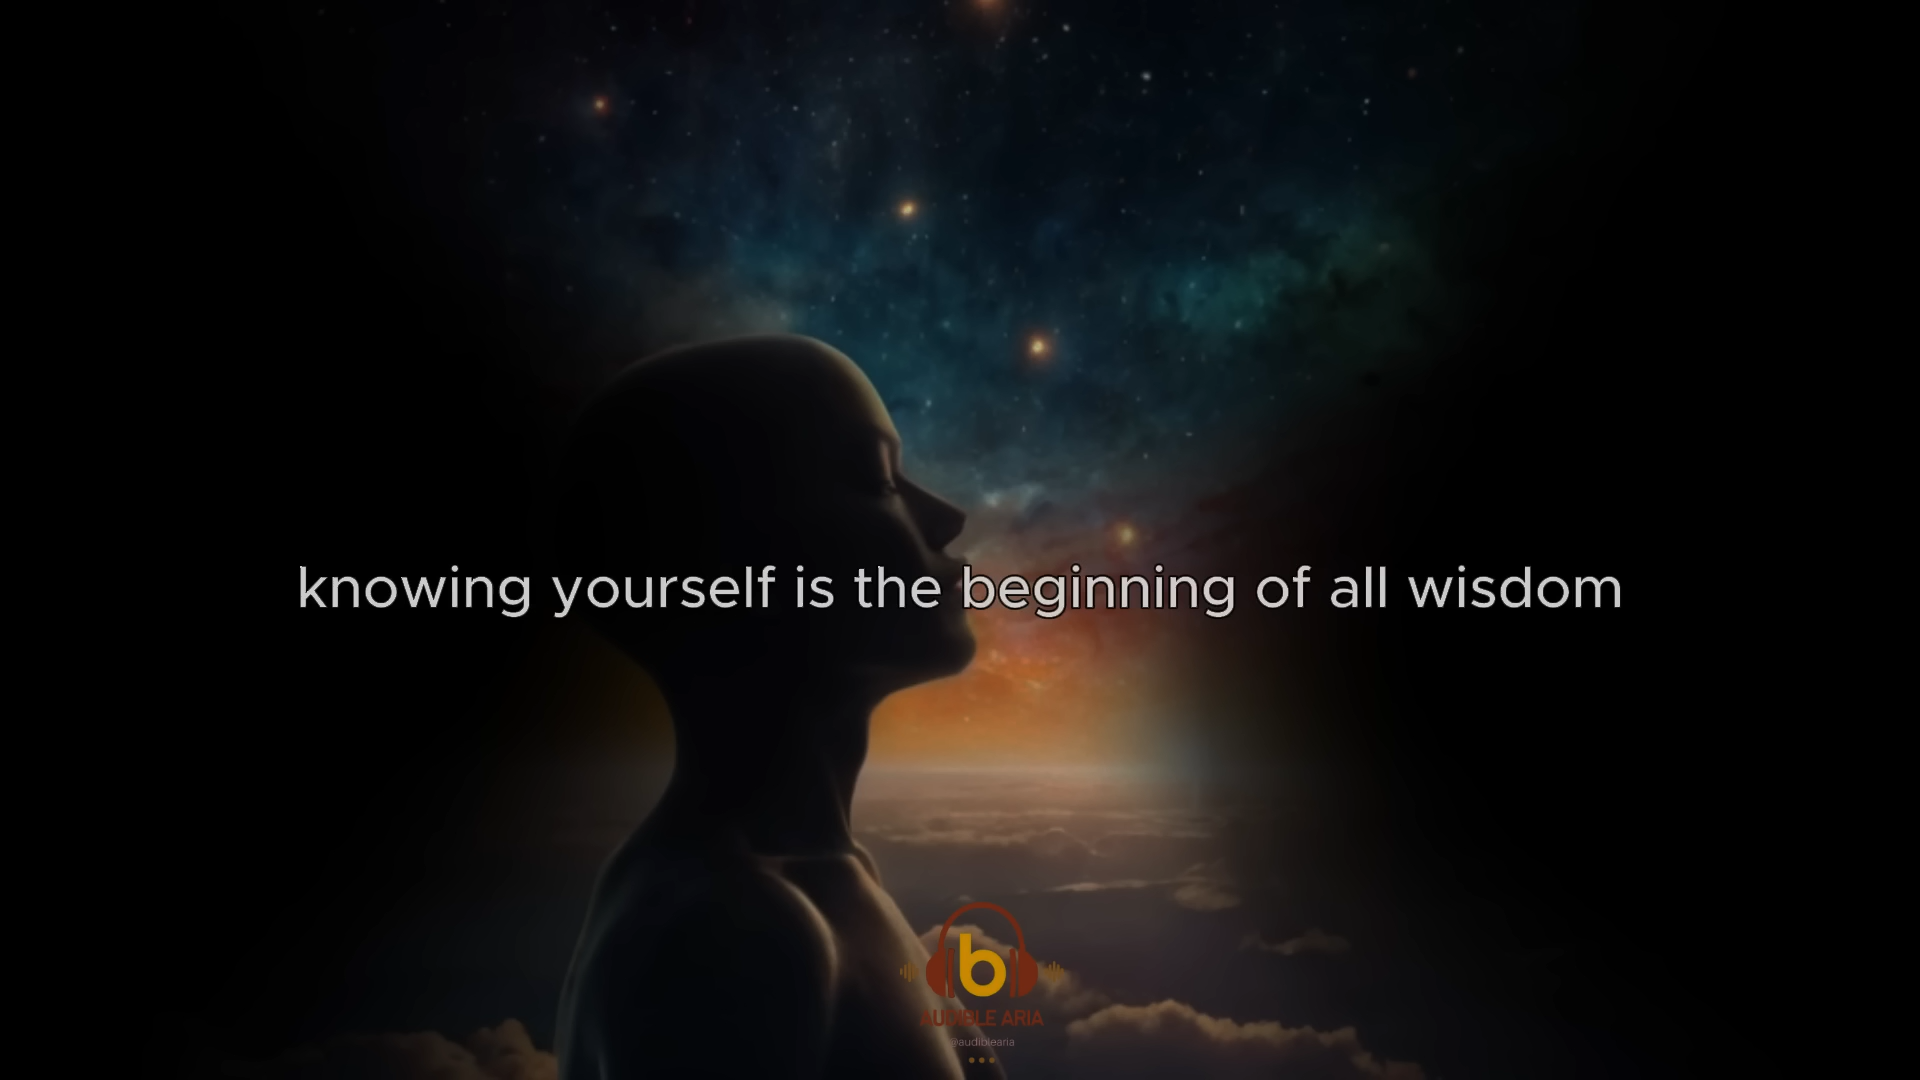 knowing yourself is the beginning of all wisdom
b
AUDIBLE ARIA
@audiblearia